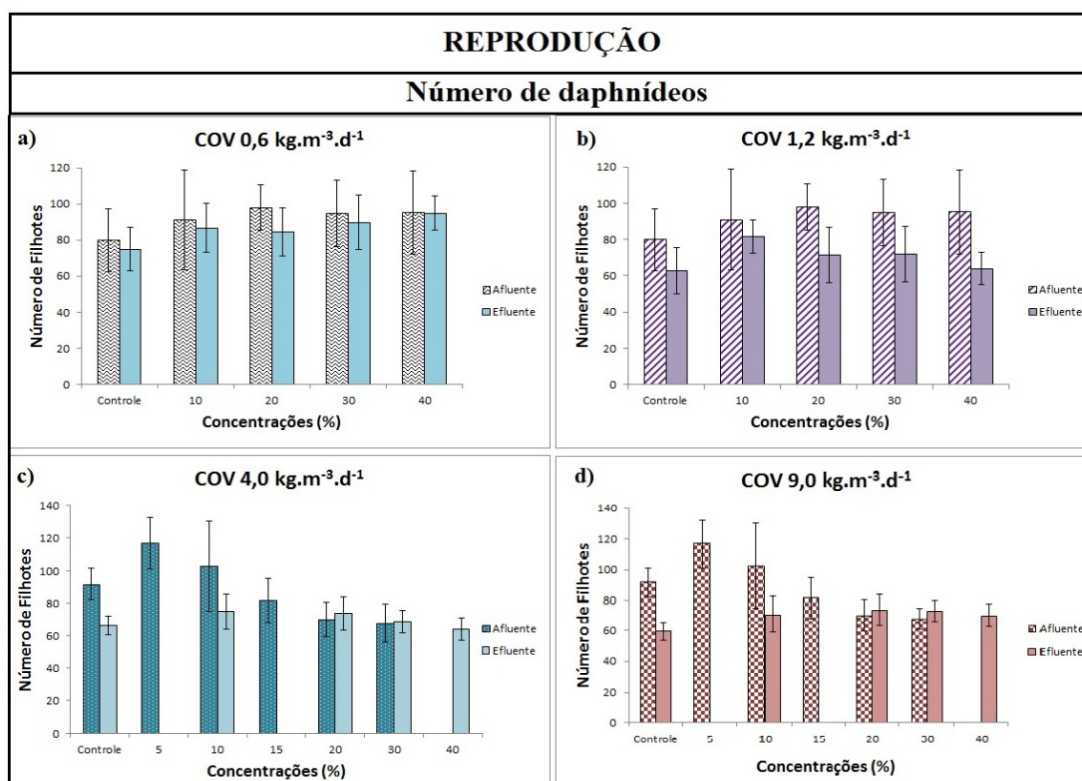 REPRODUÇÃO
Número de daphnídeos
a)
COV 0,6 kg.m⁻³.d⁻¹
Número de Filhotes
120
100
80
60
40
20
0
Controle 10 20 30 40
Concentrações (%)
Afluente
Efluente
b)
COV 1,2 kg.m⁻³.d⁻¹
Número de Filhotes
120
100
80
60
40
20
0
Controle 10 20 30 40
Concentrações (%)
Afluente
Efluente
c)
COV 4,0 kg.m⁻³.d⁻¹
Número de Filhotes
140
120
100
80
60
40
20
0
Controle 5 10 15 20 30 40
Concentrações (%)
Afluente
Efluente
d)
COV 9,0 kg.m⁻³.d⁻¹
Número de Filhotes
140
120
100
80
60
40
20
0
Controle 5 10 15 20 30 40
Concentrações (%)
Afluente
Efluente